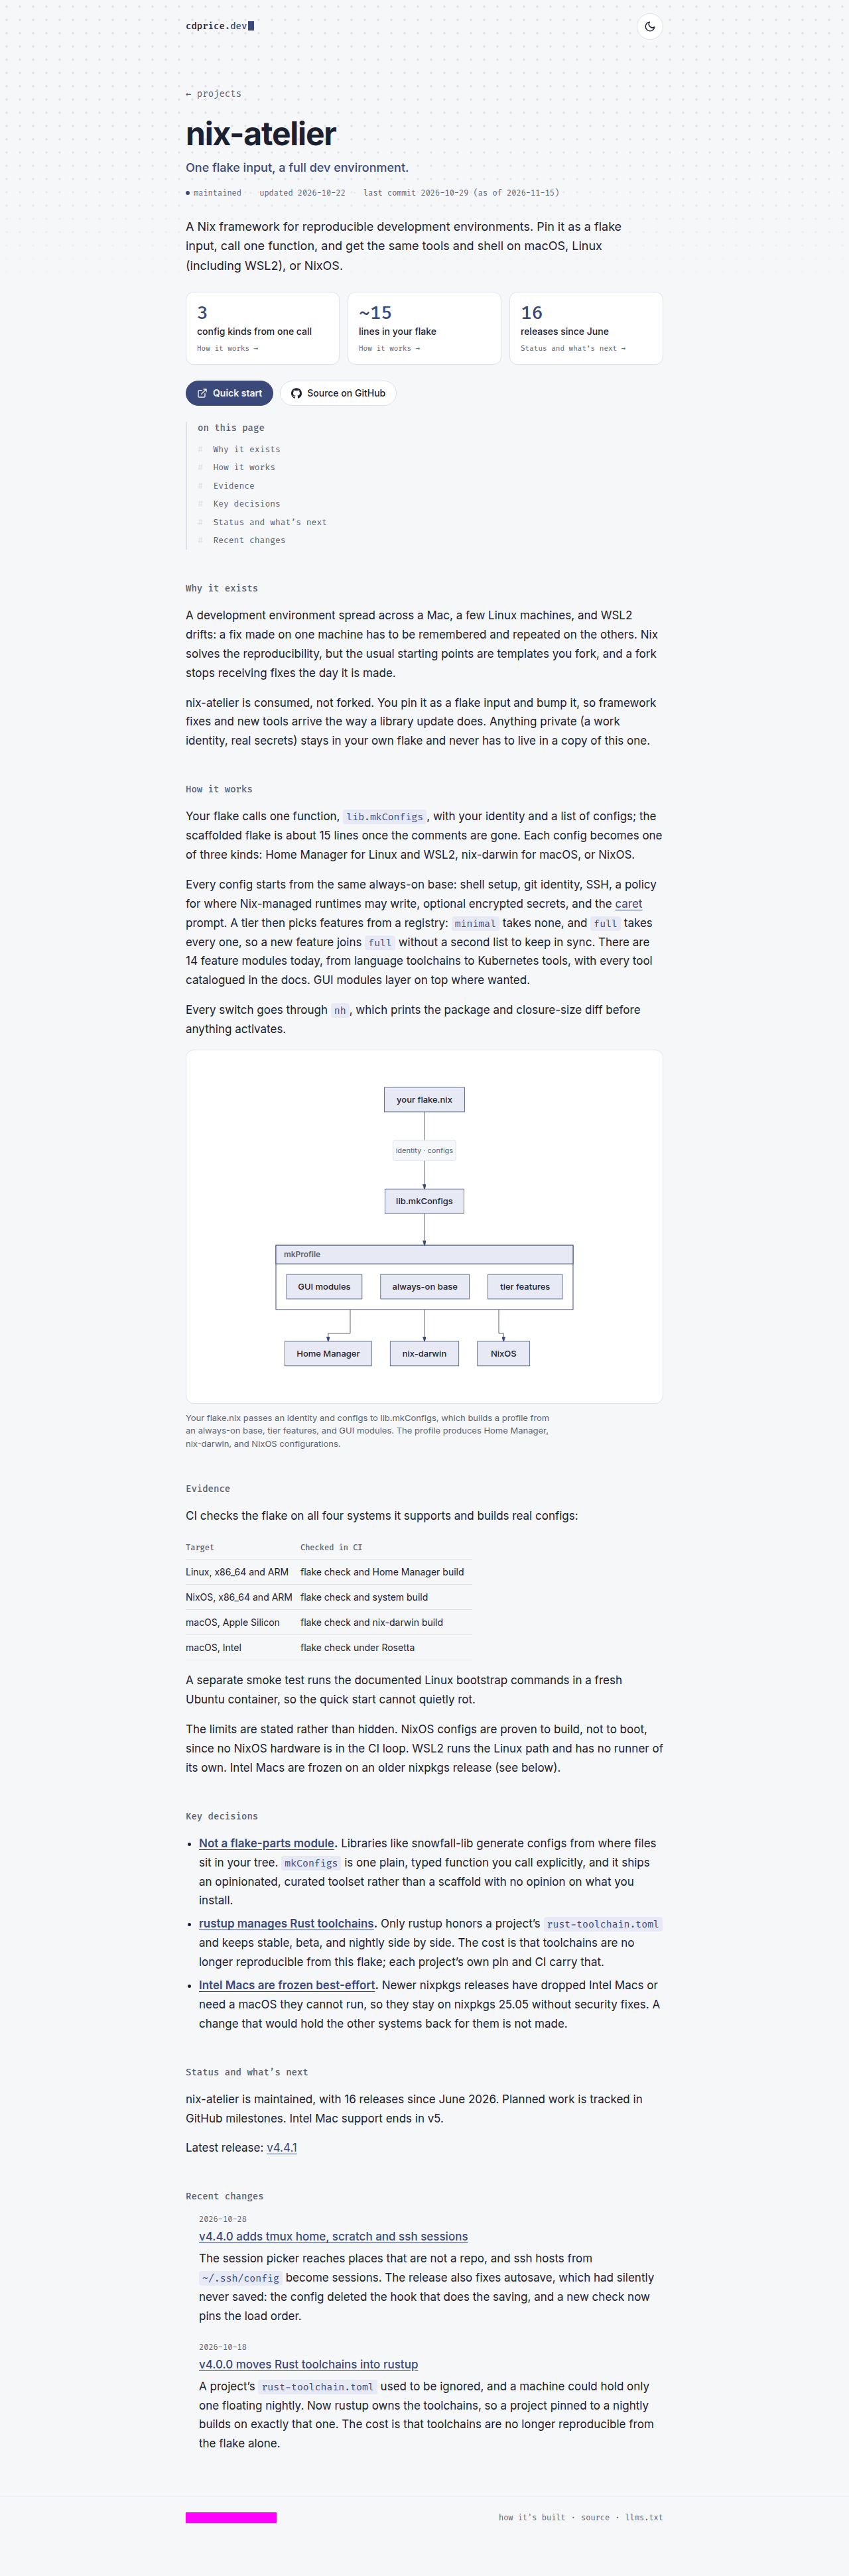 cdprice.dev
← projects
nix-atelier
One flake input, a full dev environment.
maintained · updated 2026-10-22 · last commit 2026-10-29 (as of 2026-11-15)
A Nix framework for reproducible development environments. Pin it as a flake
input, call one function, and get the same tools and shell on macOS, Linux
(including WSL2), or NixOS.
3
config kinds from one call
How it works →
~15
lines in your flake
How it works →
16
releases since June
Status and what’s next →
Quick start
Source on GitHub
on this page
# Why it exists
# How it works
# Evidence
# Key decisions
# Status and what’s next
# Recent changes
Why it exists
A development environment spread across a Mac, a few Linux machines, and WSL2
drifts: a fix made on one machine has to be remembered and repeated on the others. Nix
solves the reproducibility, but the usual starting points are templates you fork, and a fork
stops receiving fixes the day it is made.
nix-atelier is consumed, not forked. You pin it as a flake input and bump it, so framework
fixes and new tools arrive the way a library update does. Anything private (a work
identity, real secrets) stays in your own flake and never has to live in a copy of this one.
How it works
Your flake calls one function, lib.mkConfigs, with your identity and a list of configs; the
scaffolded flake is about 15 lines once the comments are gone. Each config becomes one
of three kinds: Home Manager for Linux and WSL2, nix-darwin for macOS, or NixOS.
Every config starts from the same always-on base: shell setup, git identity, SSH, a policy
for where Nix-managed runtimes may write, optional encrypted secrets, and the caret
prompt. A tier then picks features from a registry: minimal takes none, and full takes
every one, so a new feature joins full without a second list to keep in sync. There are
14 feature modules today, from language toolchains to Kubernetes tools, with every tool
catalogued in the docs. GUI modules layer on top where wanted.
Every switch goes through nh, which prints the package and closure-size diff before
anything activates.
your flake.nix
identity · configs
lib.mkConfigs
mkProfile
GUI modules
always-on base
tier features
Home Manager
nix-darwin
NixOS
Your flake.nix passes an identity and configs to lib.mkConfigs, which builds a profile from
an always-on base, tier features, and GUI modules. The profile produces Home Manager,
nix-darwin, and NixOS configurations.
Evidence
CI checks the flake on all four systems it supports and builds real configs:
Target Checked in CI
Linux, x86_64 and ARM flake check and Home Manager build
NixOS, x86_64 and ARM flake check and system build
macOS, Apple Silicon flake check and nix-darwin build
macOS, Intel flake check under Rosetta
A separate smoke test runs the documented Linux bootstrap commands in a fresh
Ubuntu container, so the quick start cannot quietly rot.
The limits are stated rather than hidden. NixOS configs are proven to build, not to boot,
since no NixOS hardware is in the CI loop. WSL2 runs the Linux path and has no runner of
its own. Intel Macs are frozen on an older nixpkgs release (see below).
Key decisions
• Not a flake-parts module. Libraries like snowfall-lib generate configs from where files
sit in your tree. mkConfigs is one plain, typed function you call explicitly, and it ships
an opinionated, curated toolset rather than a scaffold with no opinion on what you
install.
• rustup manages Rust toolchains. Only rustup honors a project’s rust-toolchain.toml
and keeps stable, beta, and nightly side by side. The cost is that toolchains are no
longer reproducible from this flake; each project’s own pin and CI carry that.
• Intel Macs are frozen best-effort. Newer nixpkgs releases have dropped Intel Macs or
need a macOS they cannot run, so they stay on nixpkgs 25.05 without security fixes. A
change that would hold the other systems back for them is not made.
Status and what’s next
nix-atelier is maintained, with 16 releases since June 2026. Planned work is tracked in
GitHub milestones. Intel Mac support ends in v5.
Latest release: v4.4.1
Recent changes
2026-10-28
v4.4.0 adds tmux home, scratch and ssh sessions
The session picker reaches places that are not a repo, and ssh hosts from
~/.ssh/config become sessions. The release also fixes autosave, which had silently
never saved: the config deleted the hook that does the saving, and a new check now
pins the load order.
2026-10-18
v4.0.0 moves Rust toolchains into rustup
A project’s rust-toolchain.toml used to be ignored, and a machine could hold only
one floating nightly. Now rustup owns the toolchains, so a project pinned to a nightly
builds on exactly that one. The cost is that toolchains are no longer reproducible from
the flake alone.
how it's built · source · llms.txt